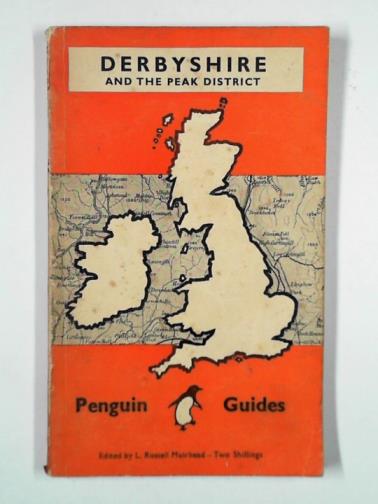 DERBYSHIRE
AND THE PEAK DISTRICT
Penguin Guides
Edited by L. Russell Muirhead - Two Shillings